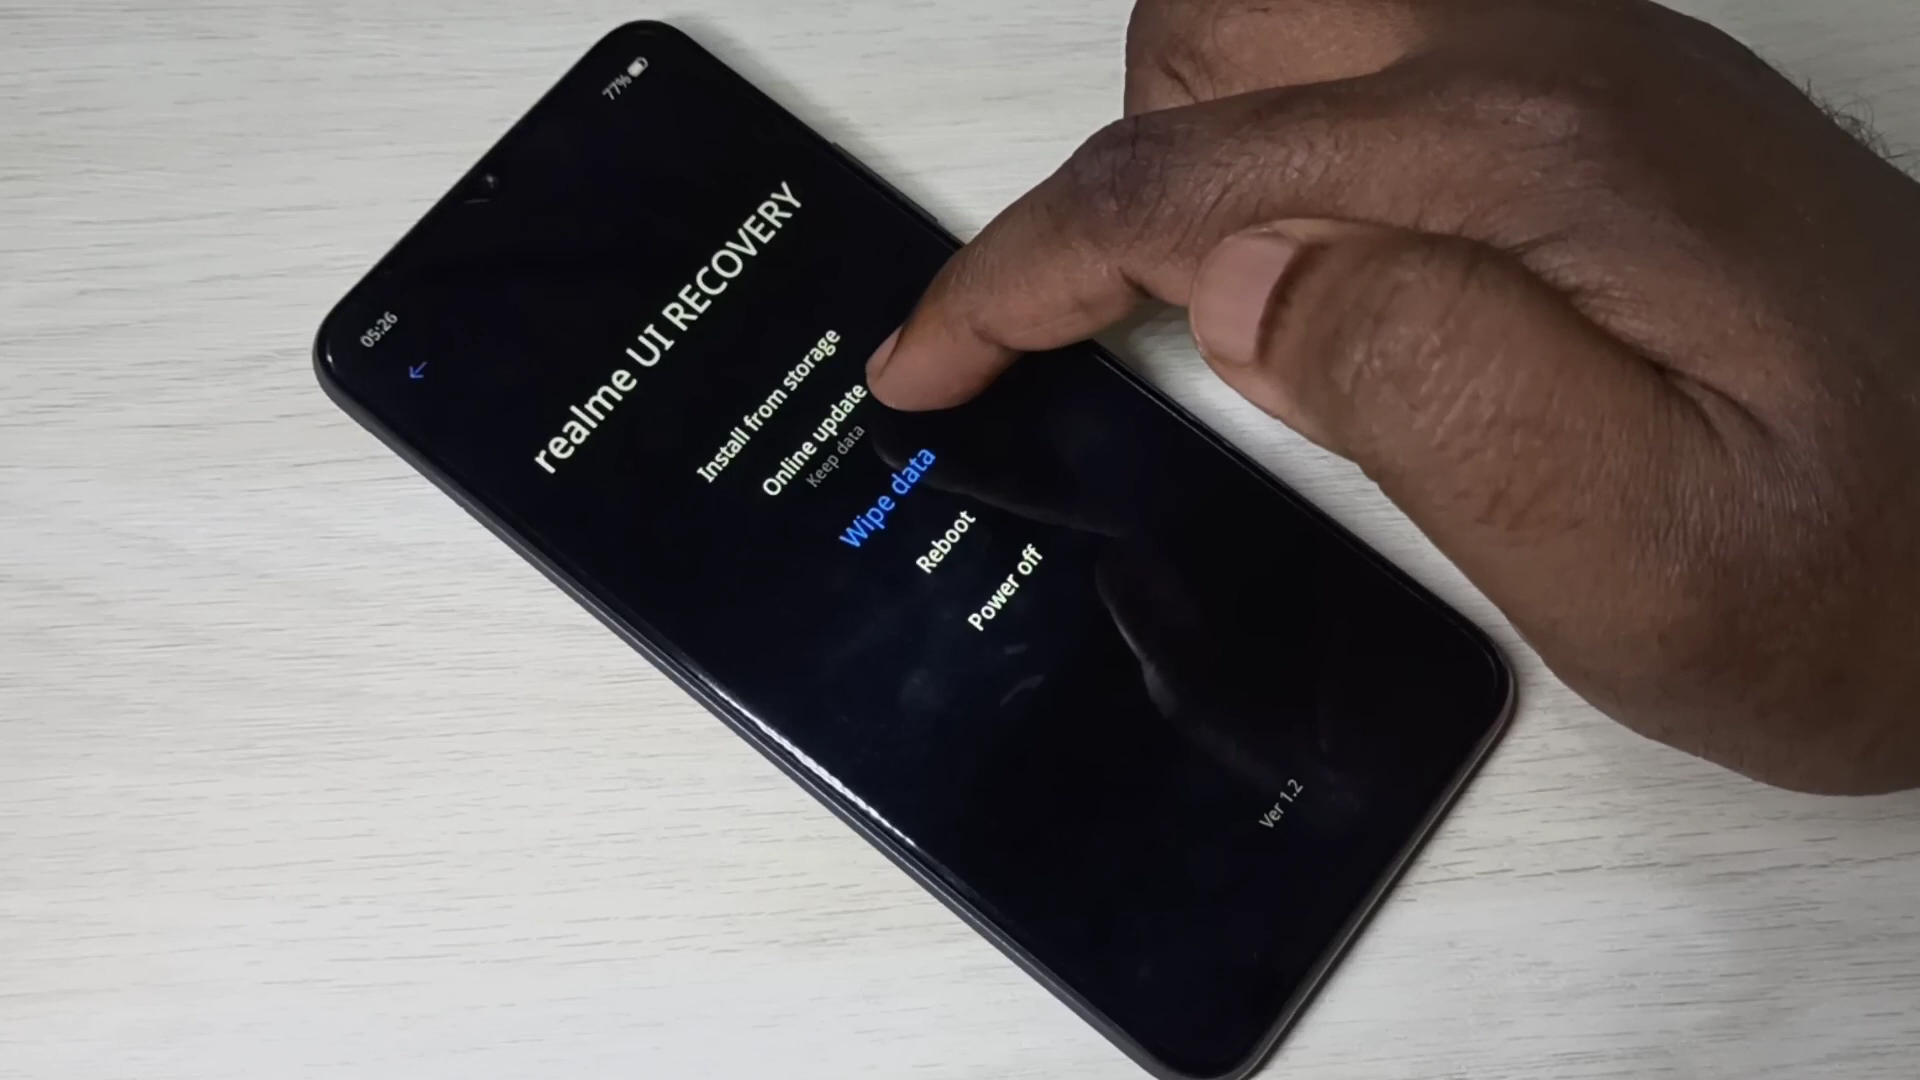 05:26
77%
←
realme UI RECOVERY
Install from storage
Online update
Keep data
Wipe data
Reboot
Power off
Ver 1.2